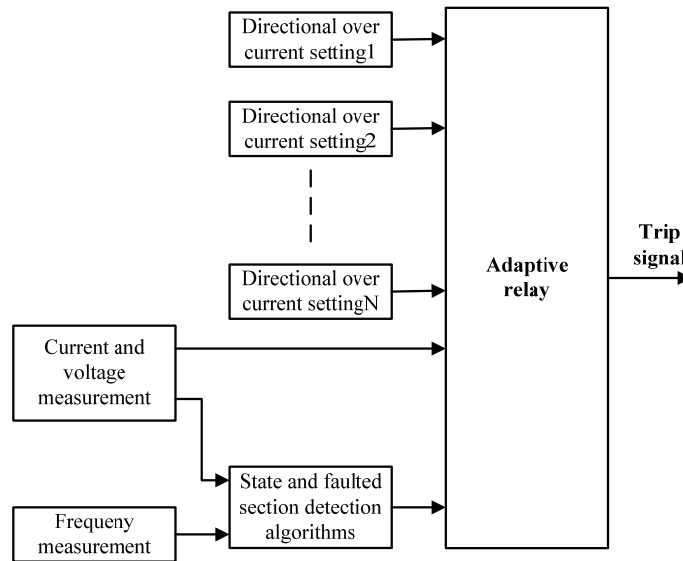 Directional over
current setting1
Directional over
current setting2
Directional over
current settingN
Current and
voltage
measurement
Frequeny
measurement
State and faulted
section detection
algorithms
Adaptive
relay
Trip
signal